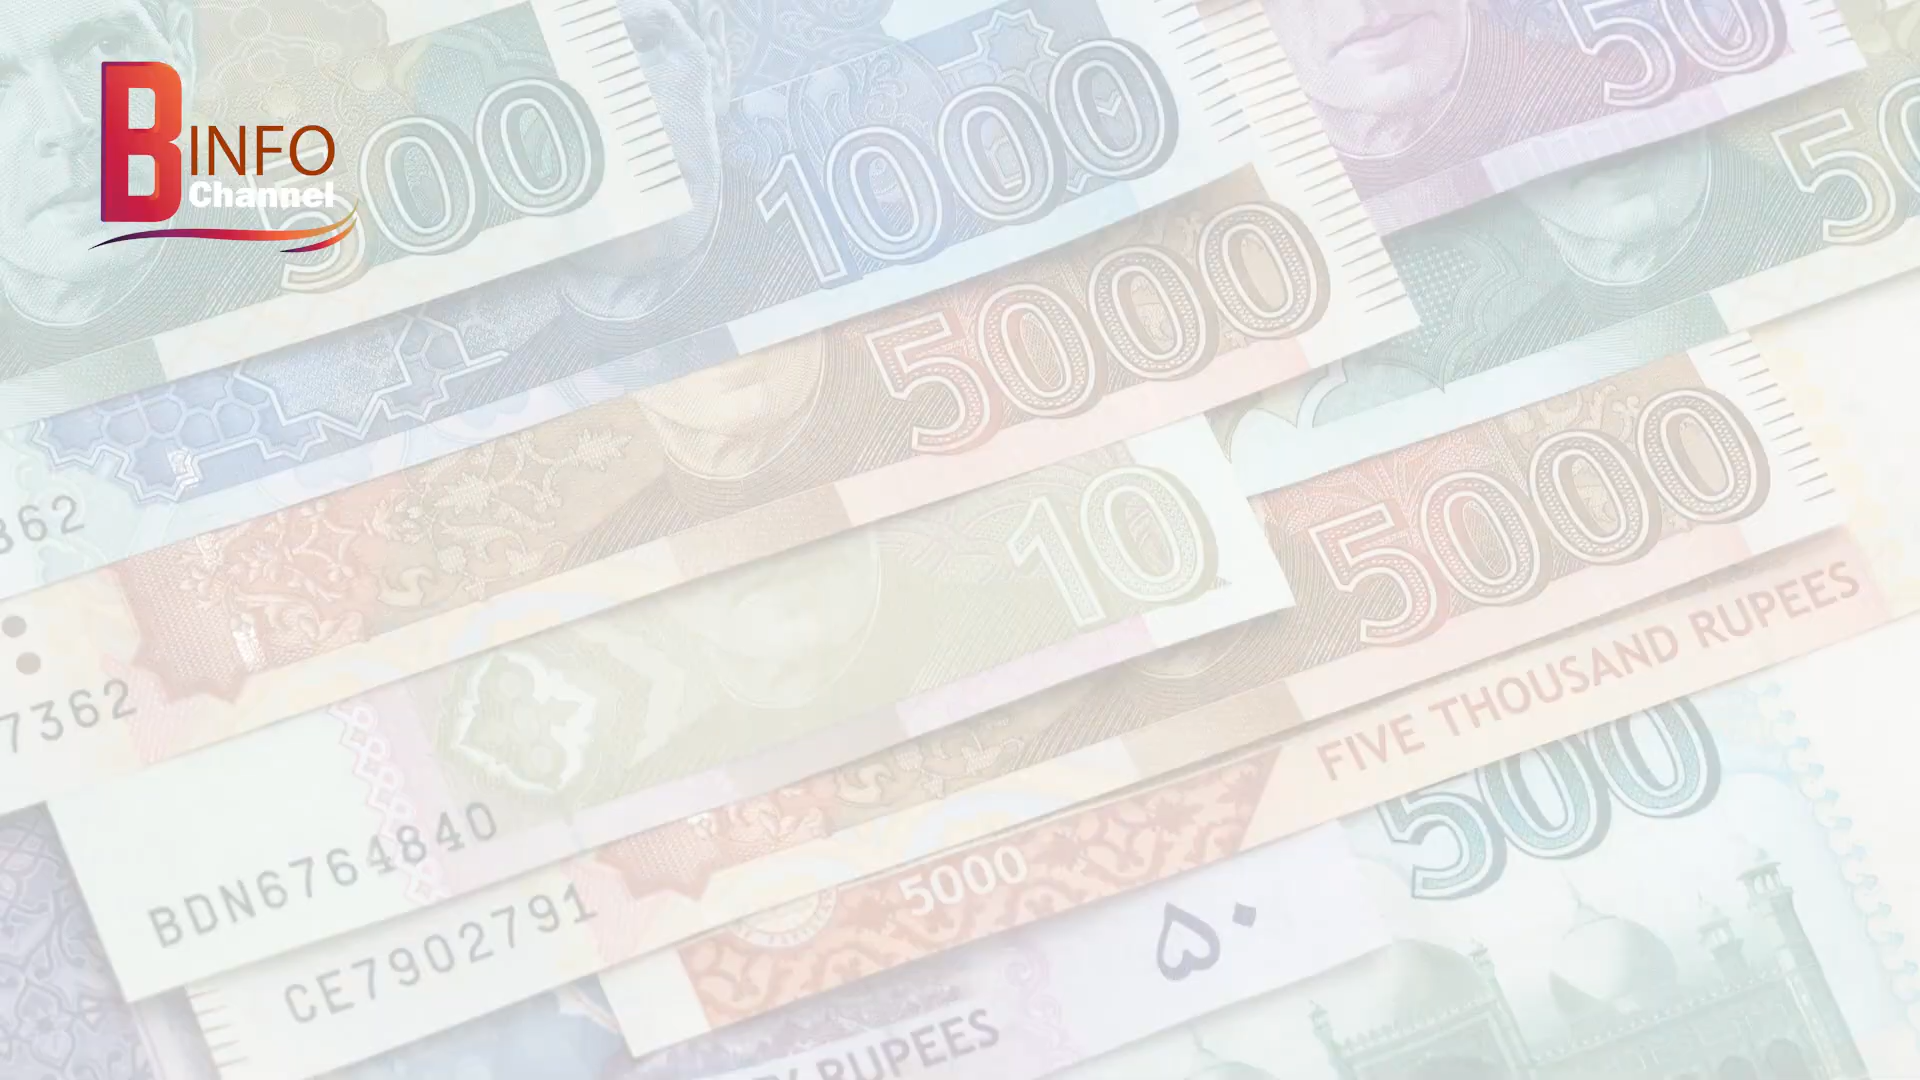 B INFO
Channel
500
1000
50
50
5000
10
5000
362
7362
FIVE THOUSAND RUPEES
500
BDN6764840
5000
CE7902791
۵۰
RUPEES